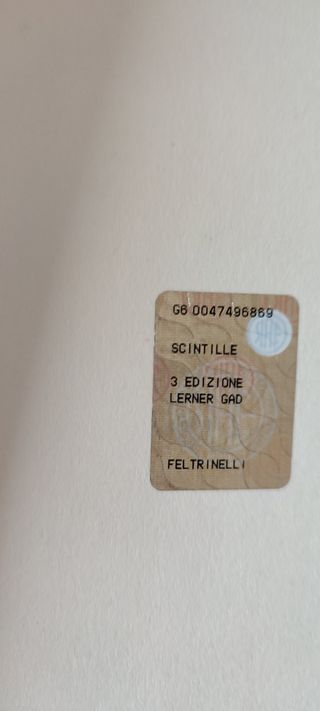 G6 0047496869
SCINTILLE
3 EDIZIONE
LERNER GAD
FELTRINELLI